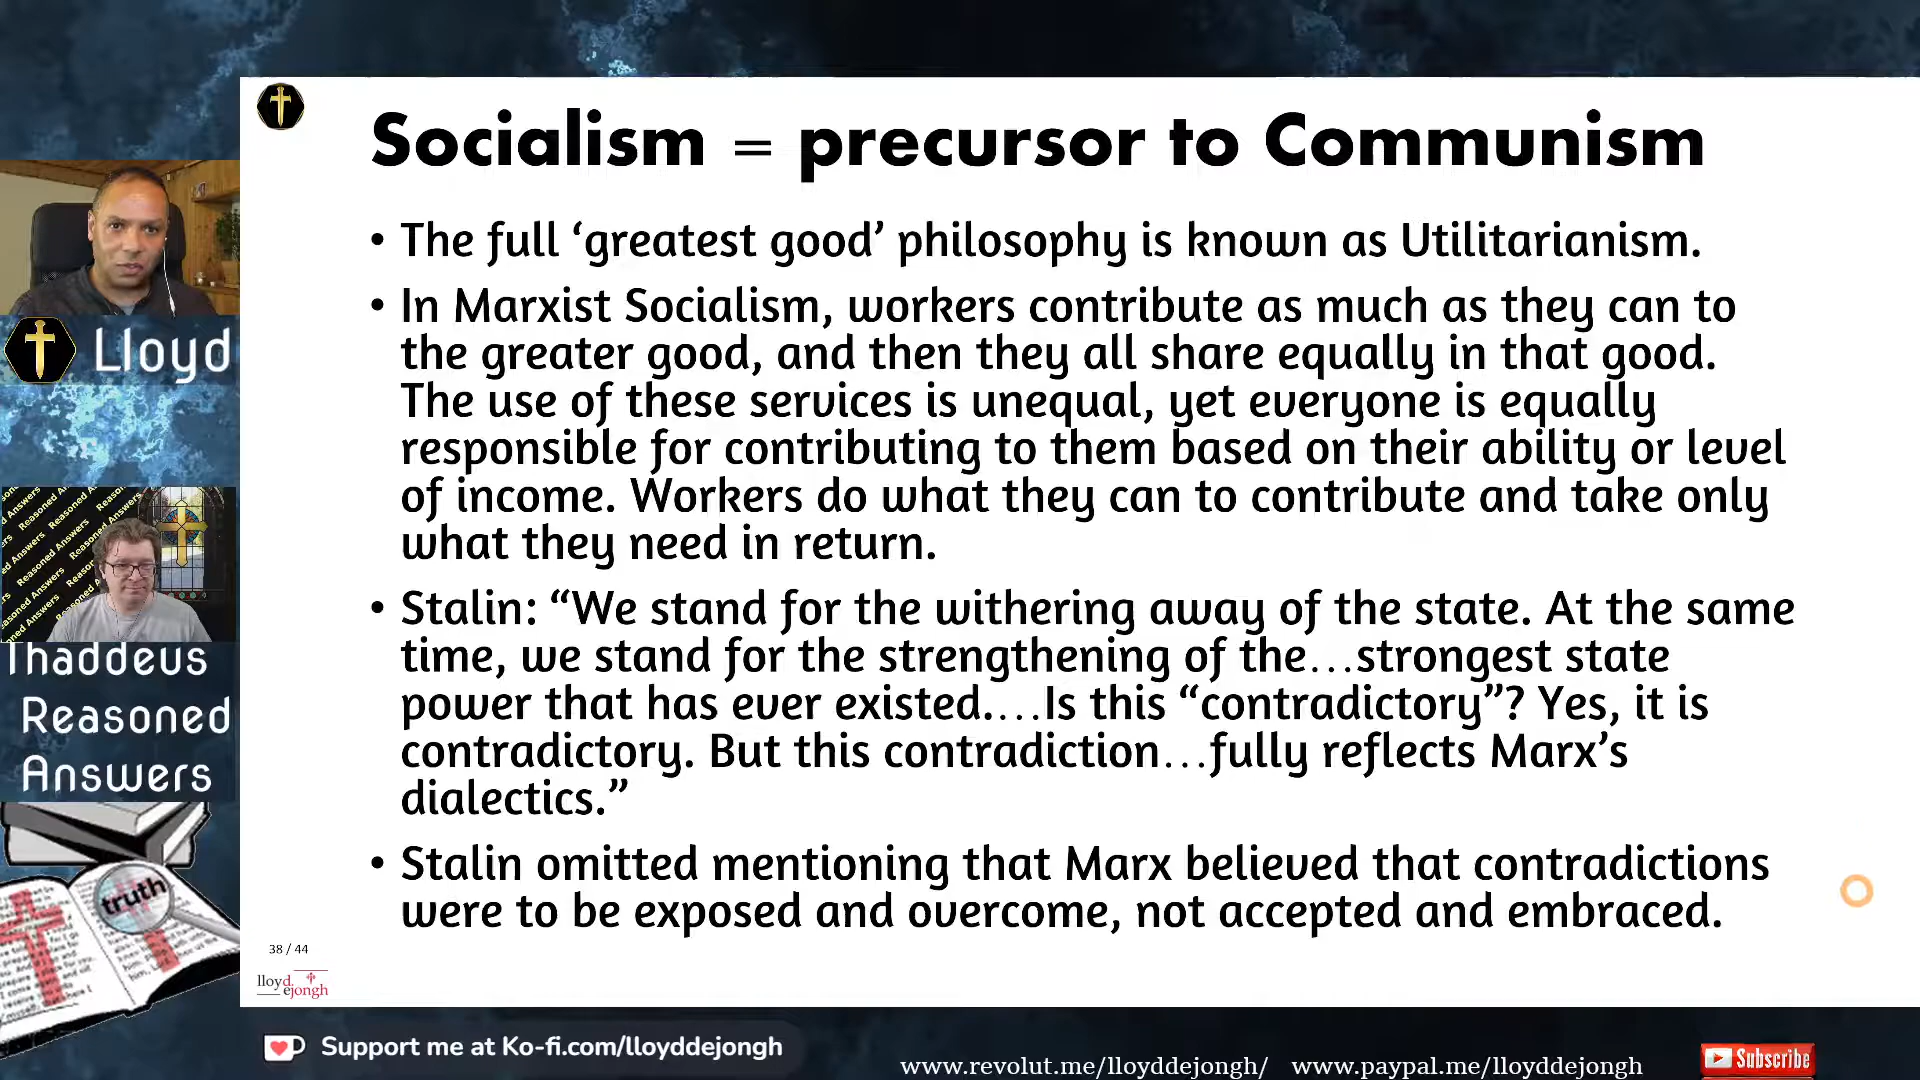 Socialism = precursor to Communism
• The full ‘greatest good’ philosophy is known as Utilitarianism.
• In Marxist Socialism, workers contribute as much as they can to
the greater good, and then they all share equally in that good.
The use of these services is unequal, yet everyone is equally
responsible for contributing to them based on their ability or level
of income. Workers do what they can to contribute and take only
what they need in return.
• Stalin: “We stand for the withering away of the state. At the same
time, we stand for the strengthening of the…strongest state
power that has ever existed.…Is this “contradictory”? Yes, it is
contradictory. But this contradiction…fully reflects Marx’s
dialectics.”
• Stalin omitted mentioning that Marx believed that contradictions
were to be exposed and overcome, not accepted and embraced.
38 / 44
lloyd
ejongh
Lloyd
Reasoned Answers
Thaddeus
Reasoned
Answers
truth
Support me at Ko-fi.com/lloyddejongh
www.revolut.me/lloyddejongh/ www.paypal.me/lloyddejongh
Subscribe